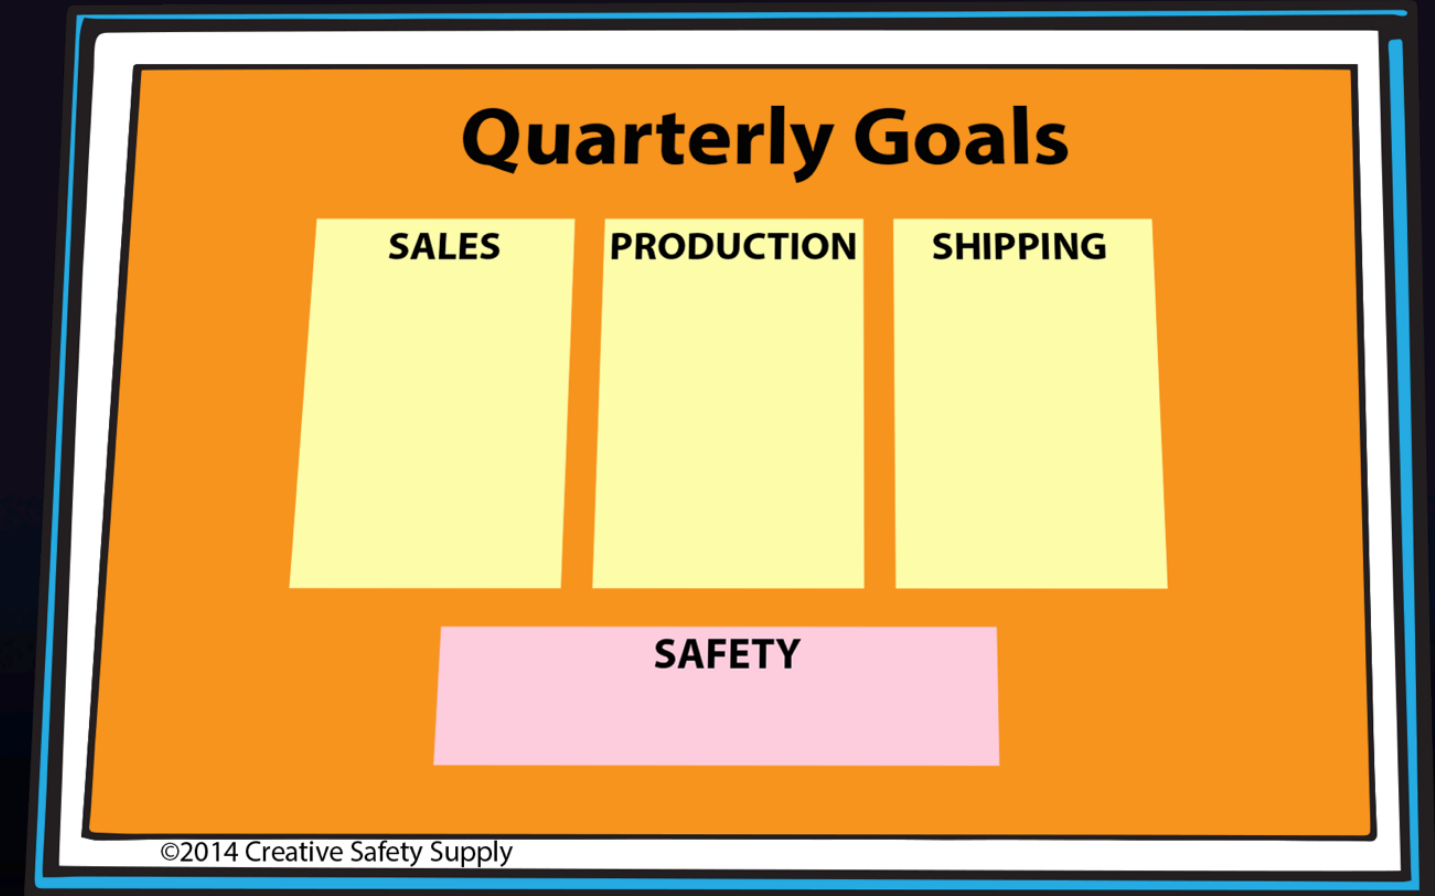 Quarterly Goals
SALES
PRODUCTION
SHIPPING
SAFETY
©2014 Creative Safety Supply